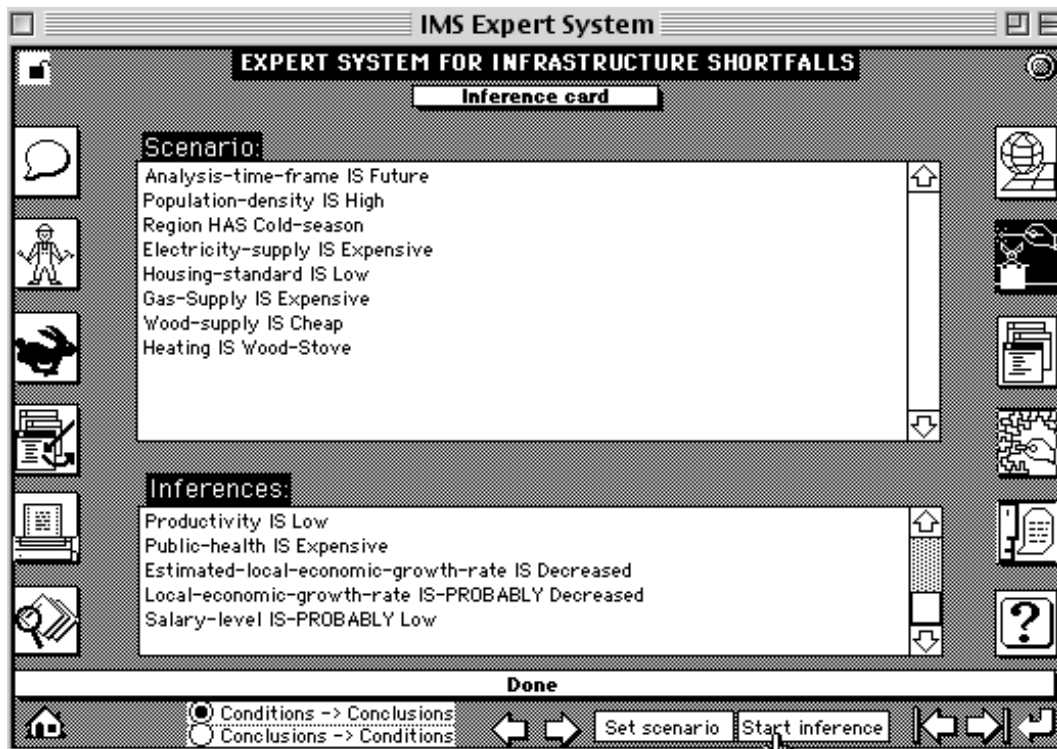 IMS Expert System
EXPERT SYSTEM FOR INFRASTRUCTURE SHORTFALLS
Inference card
Scenario:
Analysis-time-frame IS Future
Population-density IS High
Region HAS Cold-season
Electricity-supply IS Expensive
Housing-standard IS Low
Gas-Supply IS Expensive
Wood-supply IS Cheap
Heating IS Wood-Stove
Inferences:
Productivity IS Low
Public-health IS Expensive
Estimated-local-economic-growth-rate IS Decreased
Local-economic-growth-rate IS-PROBABLY Decreased
Salary-level IS-PROBABLY Low
?
Done
Conditions -> Conclusions
Conclusions -> Conditions
Set scenario
Start inference